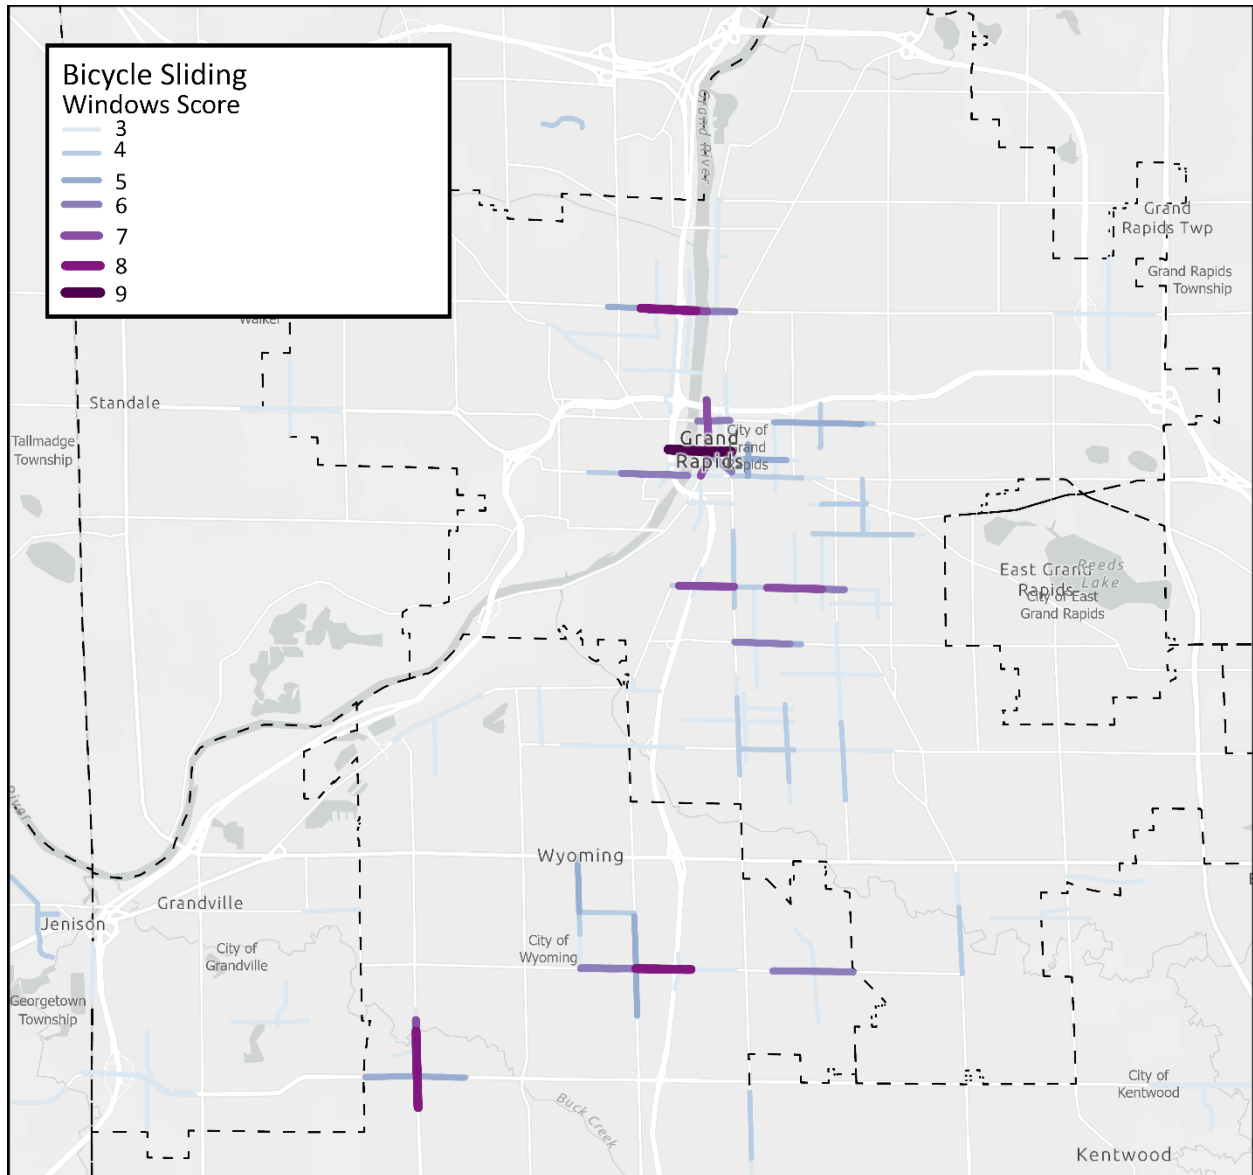 Bicycle Sliding
Windows Score
3
4
5
6
7
8
9
Grand River
Grand
Rapids Twp
Grand Rapids
Township
Walker
Standale
Tallmadge
Township
City of
Grand
Rapids
Grand
Rapids
East Grand
Rapids
Reeds
Lake
City of East
Grand Rapids
River
Wyoming
Grandville
Jenison
City of
Grandville
City of
Wyoming
Georgetown
Township
Buck Creek
City of
Kentwood
Kentwood